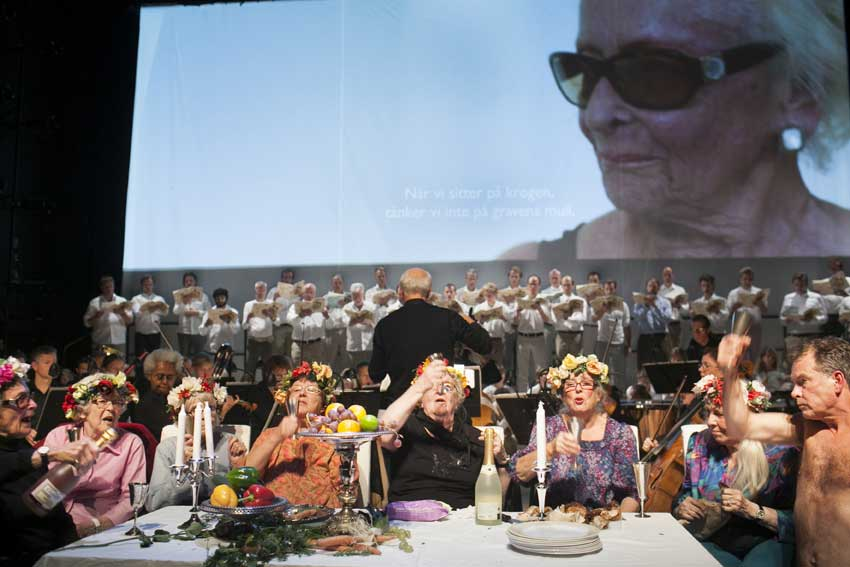 När vi sitter på krogen,
tänker vi inte på gravens mull.